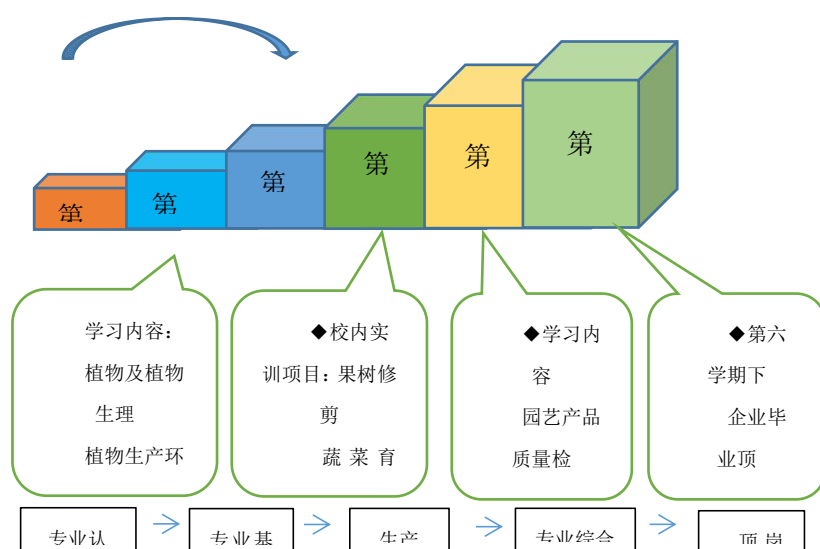 第
第
第
第
第
第
学习内容：
植物及植物
生理
植物生产环
◆校内实
训项目：果树修
剪
蔬菜育
◆学习内
容
园艺产品
质量检
◆第六
学期下
企业毕
业顶
专业认
专业基
生产
专业综合
顶岗